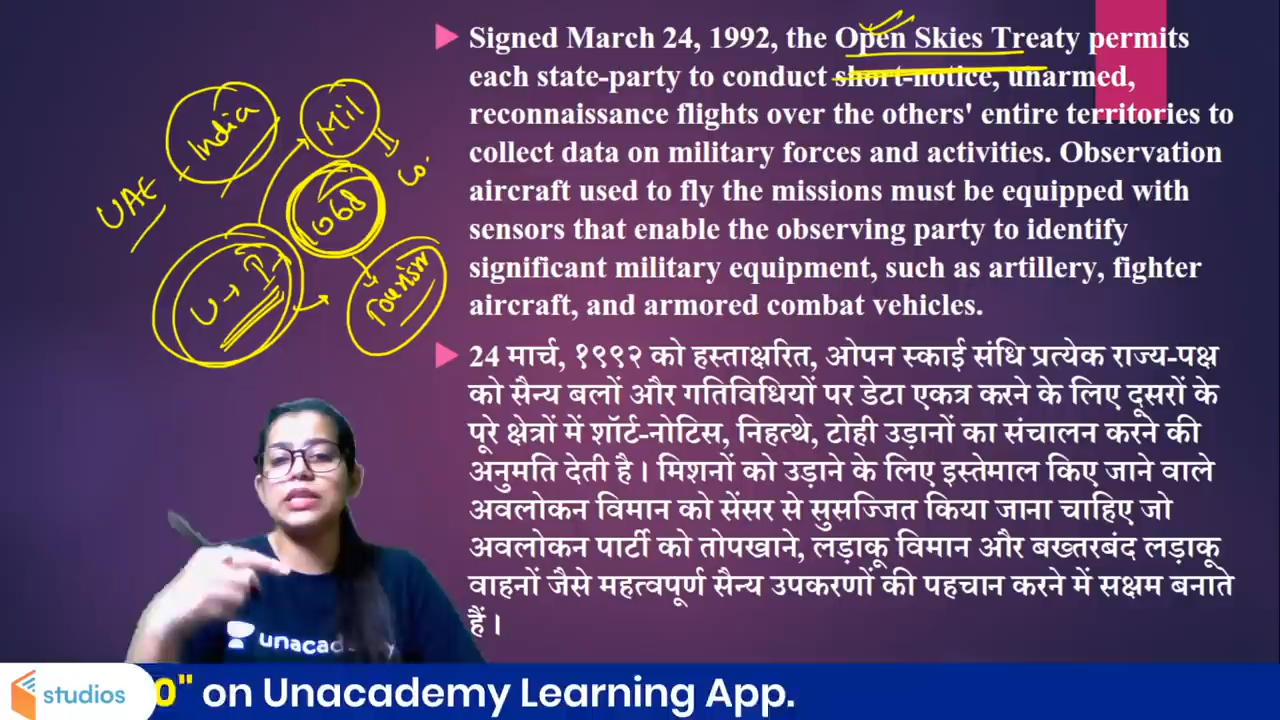 Signed March 24, 1992, the Open Skies Treaty permits
each state-party to conduct short-notice, unarmed,
reconnaissance flights over the others' entire territories to
collect data on military forces and activities. Observation
aircraft used to fly the missions must be equipped with
sensors that enable the observing party to identify
significant military equipment, such as artillery, fighter
aircraft, and armored combat vehicles.
24 मार्च, १९९२ को हस्ताक्षरित, ओपन स्काई संधि प्रत्येक राज्य-पक्ष
को सैन्य बलों और गतिविधियों पर डेटा एकत्र करने के लिए दूसरों के
पूरे क्षेत्रों में शॉर्ट-नोटिस, निहत्थे, टोही उड़ानों का संचालन करने की
अनुमति देती है। मिशनों को उड़ाने के लिए इस्तेमाल किए जाने वाले
अवलोकन विमान को सेंसर से सुसज्जित किया जाना चाहिए जो
अवलोकन पार्टी को तोपखाने, लड़ाकू विमान और बख्तरबंद लड़ाकू
वाहनों जैसे महत्वपूर्ण सैन्य उपकरणों की पहचान करने में सक्षम बनाते
हैं।
India
Mil
UAE
U → P
Tourism
unacademy
studios
0" on Unacademy Learning App.